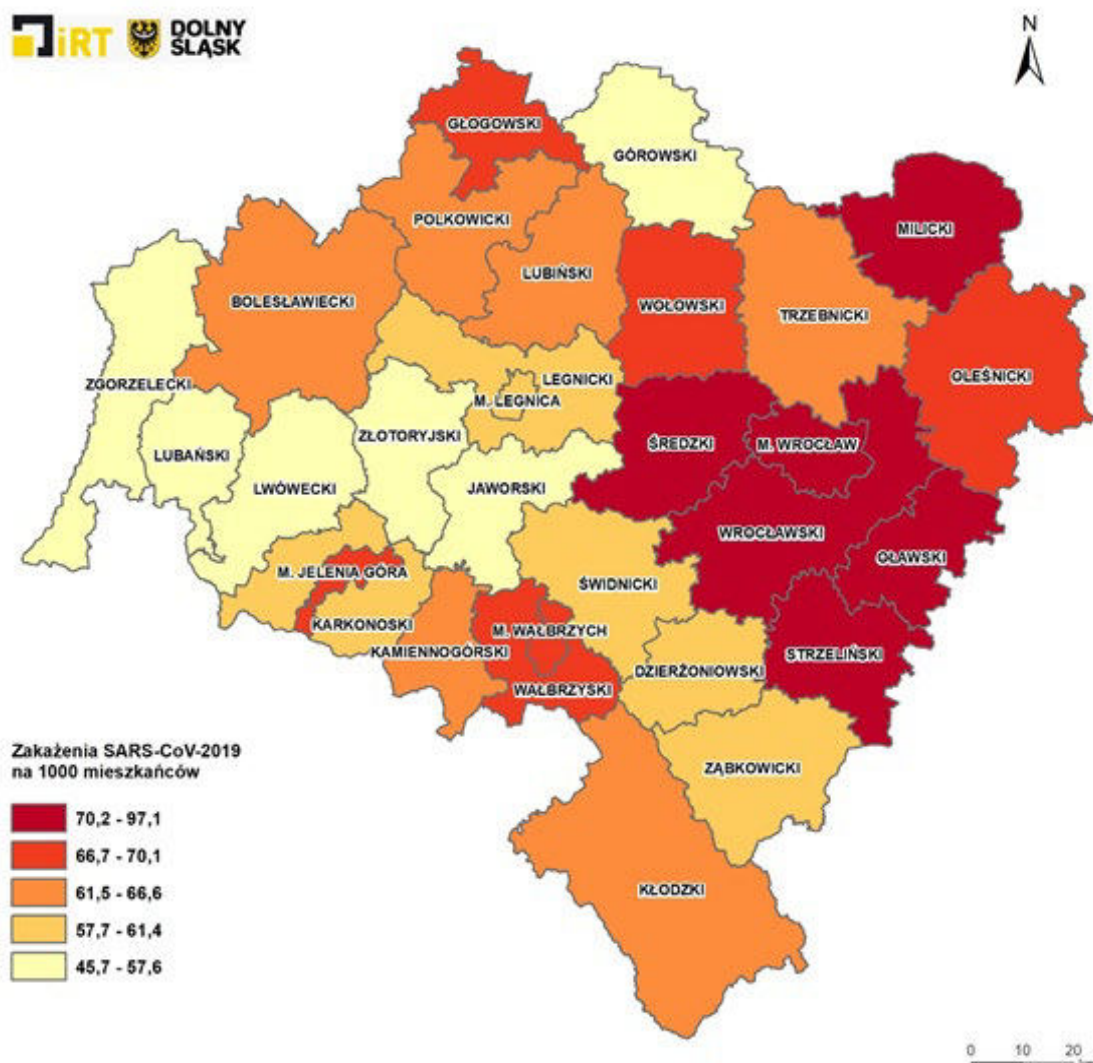 iRT
DOLNY
ŚLĄSK
N
GŁOGOWSKI
GÓROWSKI
MILICKI
POLKOWICKI
LUBIŃSKI
BOLESŁAWIECKI
WOŁOWSKI
TRZEBNICKI
ZGORZELECKI
LEGNICKI
OLEŚNICKI
M. LEGNICA
ZŁOTORYJSKI
ŚREDZKI
M. WROCŁAW
LUBAŃSKI
LWÓWECKI
JAWORSKI
WROCŁAWSKI
OŁAWSKI
M. JELENIA GÓRA
ŚWIDNICKI
KARKONOSKI
M. WAŁBRZYCH
KAMIENNOGÓRSKI
STRZELIŃSKI
DZIERŻONIOWSKI
WAŁBRZYSKI
ZĄBKOWICKI
KŁODZKI
Zakażenia SARS-CoV-2019
na 1000 mieszkańców
70,2 - 97,1
66,7 - 70,1
61,5 - 66,6
57,7 - 61,4
45,7 - 57,6
0 10 20